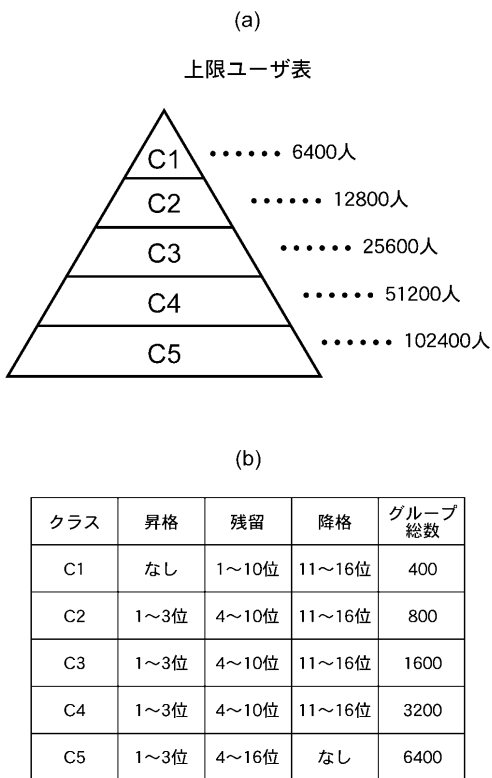 (a)
上限ユーザ表
C1 ・・・・・・ 6400人
C2 ・・・・・・ 12800人
C3 ・・・・・・ 25600人
C4 ・・・・・・ 51200人
C5 ・・・・・・ 102400人
(b)
クラス 昇格 残留 降格 グループ総数
C1 なし 1〜10位 11〜16位 400
C2 1〜3位 4〜10位 11〜16位 800
C3 1〜3位 4〜10位 11〜16位 1600
C4 1〜3位 4〜10位 11〜16位 3200
C5 1〜3位 4〜16位 なし 6400